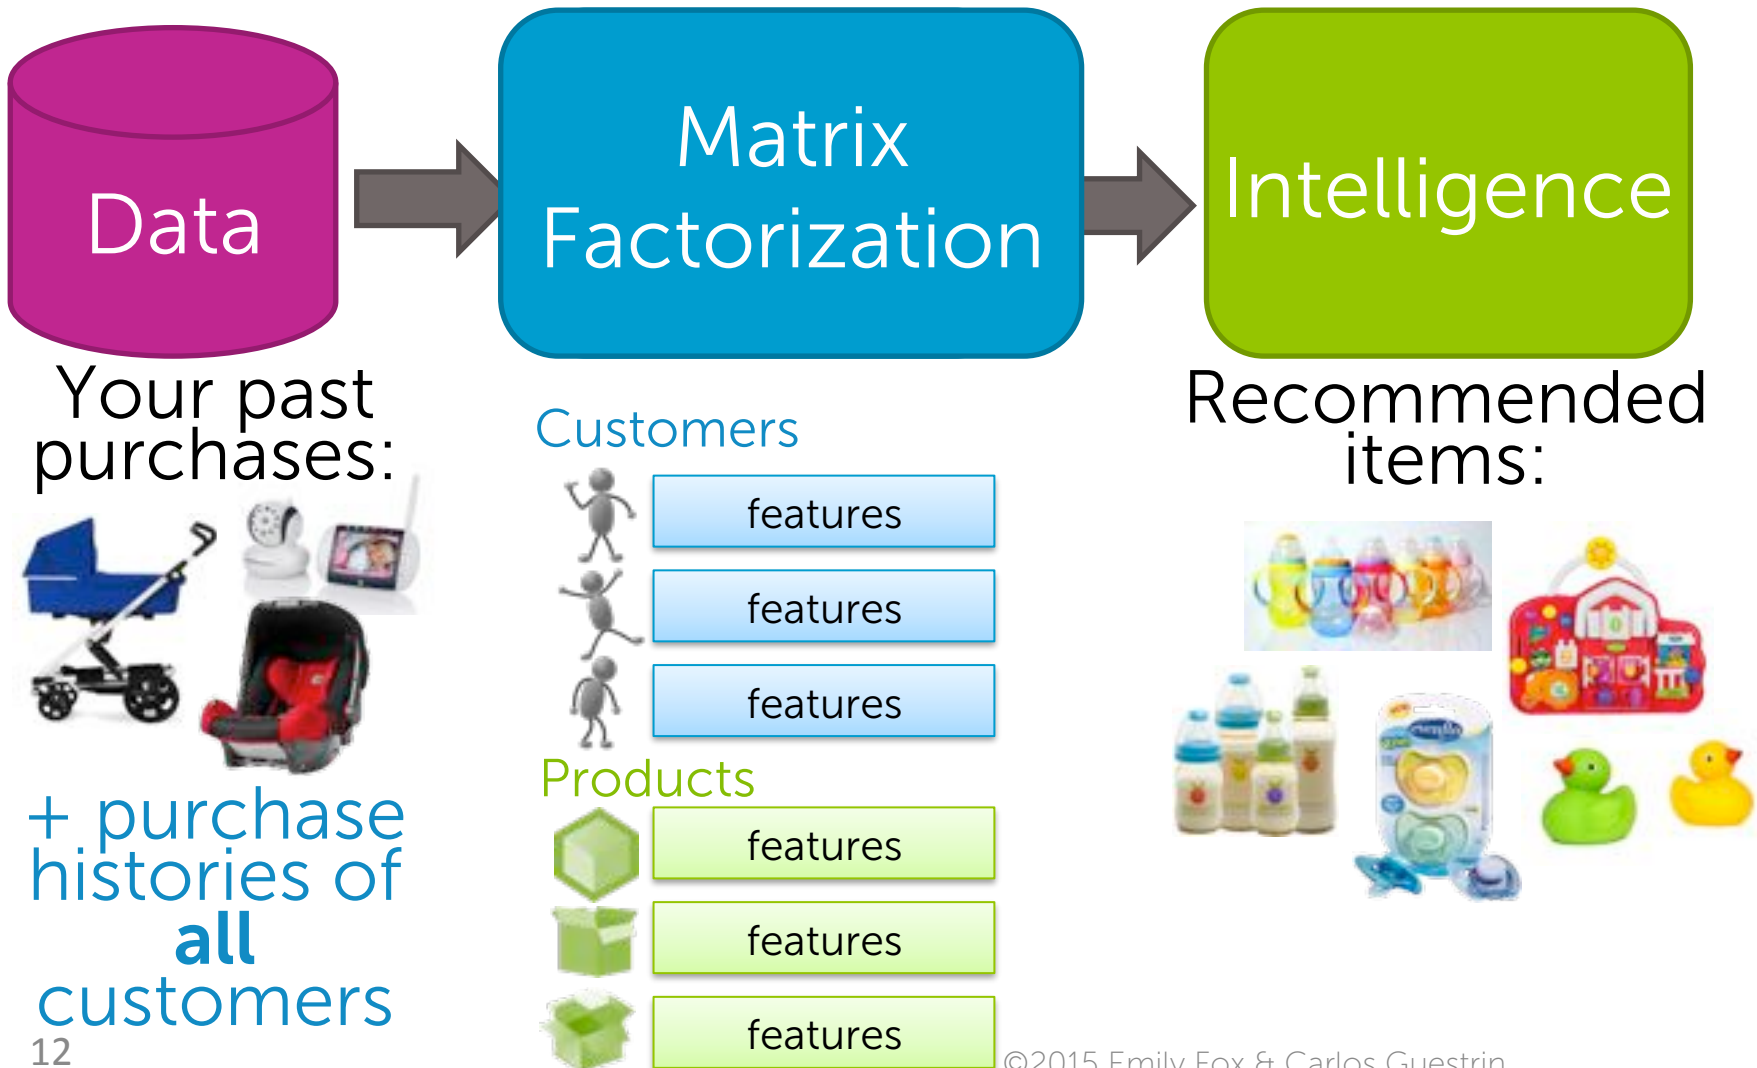 Data
Matrix
Factorization
Intelligence
Your past
purchases:
+ purchase
histories of
all
customers
Customers
features
features
features
Products
features
features
features
Recommended
items:
12
©2015 Emily Fox & Carlos Guestrin